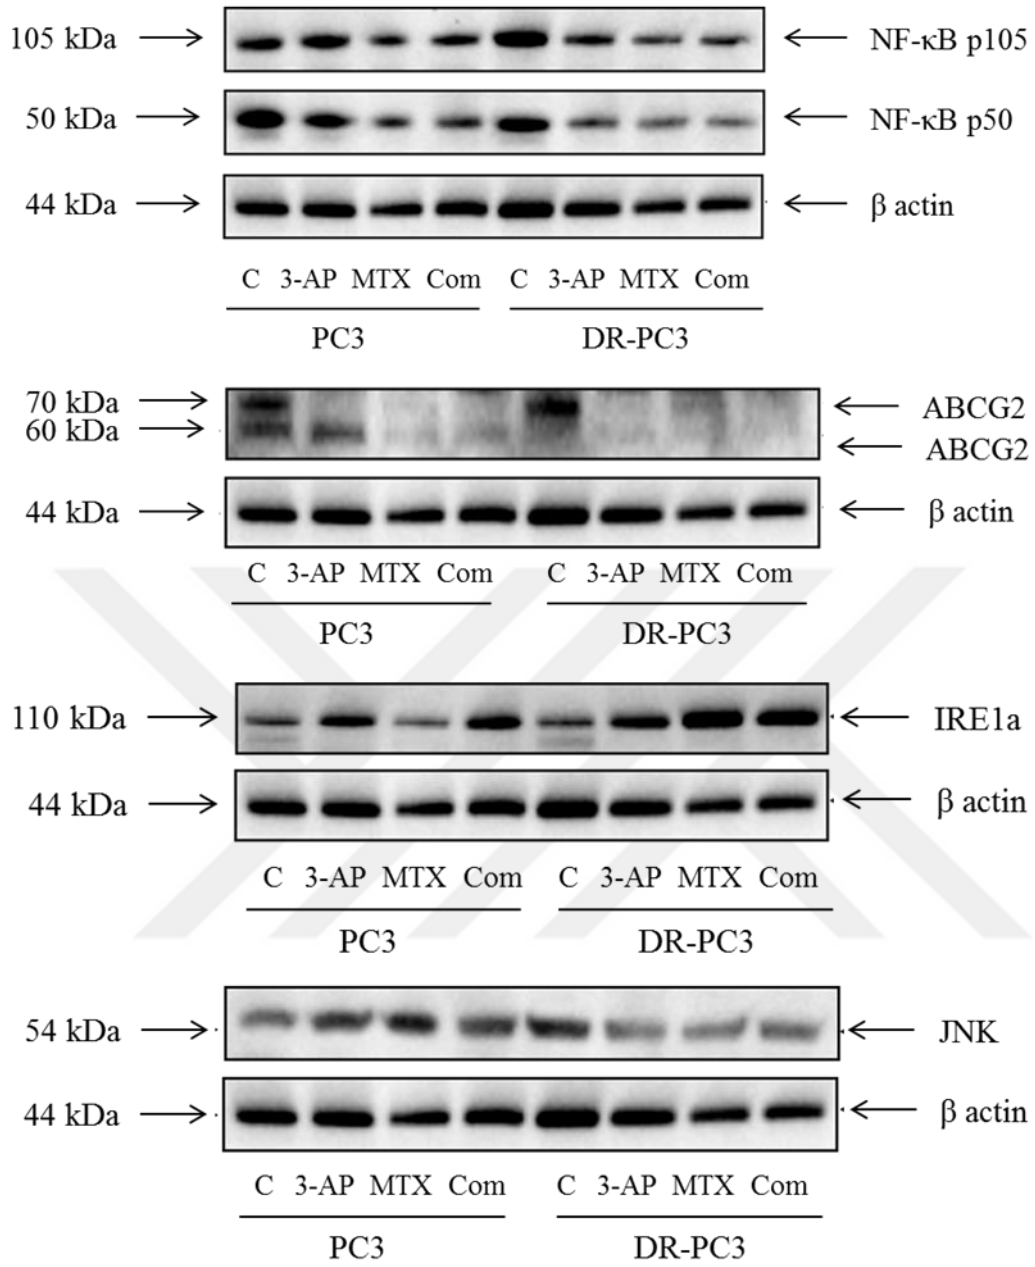 105 kDa NF-κB p105
50 kDa NF-κB p50
44 kDa β actin
C 3-AP MTX Com C 3-AP MTX Com
PC3 DR-PC3
70 kDa ABCG2
60 kDa ABCG2
44 kDa β actin
C 3-AP MTX Com C 3-AP MTX Com
PC3 DR-PC3
110 kDa IRE1a
44 kDa β actin
C 3-AP MTX Com C 3-AP MTX Com
PC3 DR-PC3
54 kDa JNK
44 kDa β actin
C 3-AP MTX Com C 3-AP MTX Com
PC3 DR-PC3